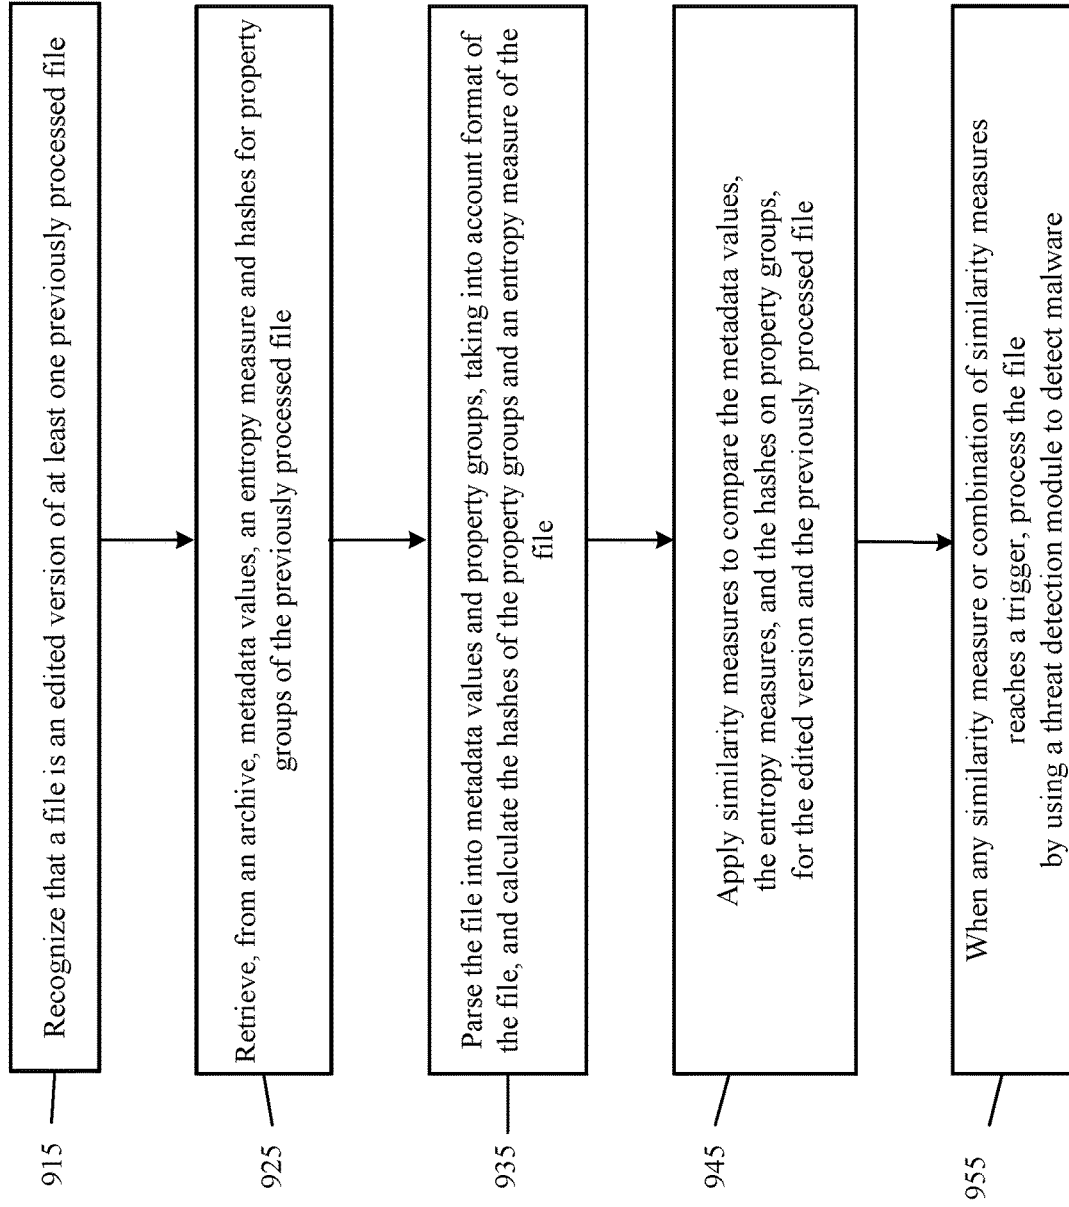 915
Recognize that a file is an edited version of at least one previously processed file
925
Retrieve, from an archive, metadata values, an entropy measure and hashes for property
groups of the previously processed file
935
Parse the file into metadata values and property groups, taking into account format of
the file, and calculate the hashes of the property groups and an entropy measure of the
file
945
Apply similarity measures to compare the metadata values,
the entropy measures, and the hashes on property groups,
for the edited version and the previously processed file
955
When any similarity measure or combination of similarity measures
reaches a trigger, process the file
by using a threat detection module to detect malware